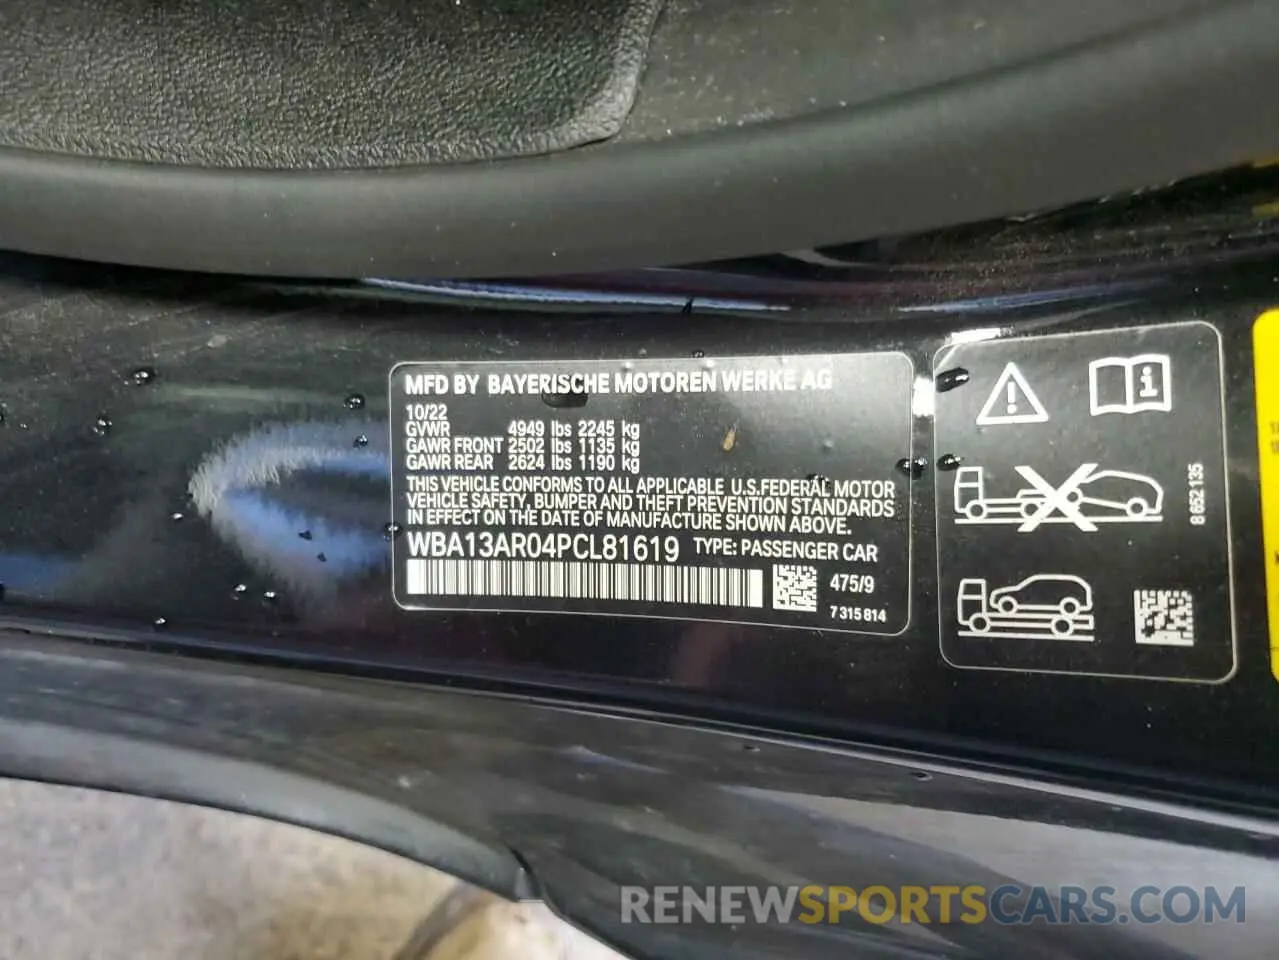 MFD BY BAYERISCHE MOTOREN WERKE AG
10/22
GVWR 4949 lbs 2245 kg
GAWR FRONT 2502 lbs 1135 kg
GAWR REAR 2624 lbs 1190 kg
THIS VEHICLE CONFORMS TO ALL APPLICABLE U.S.FEDERAL MOTOR
VEHICLE SAFETY, BUMPER AND THEFT PREVENTION STANDARDS
IN EFFECT ON THE DATE OF MANUFACTURE SHOWN ABOVE.
WBA13AR04PCL81619 TYPE: PASSENGER CAR
475/9
7 315 814
8 652 135
RENEWSPORTSCARS.COM